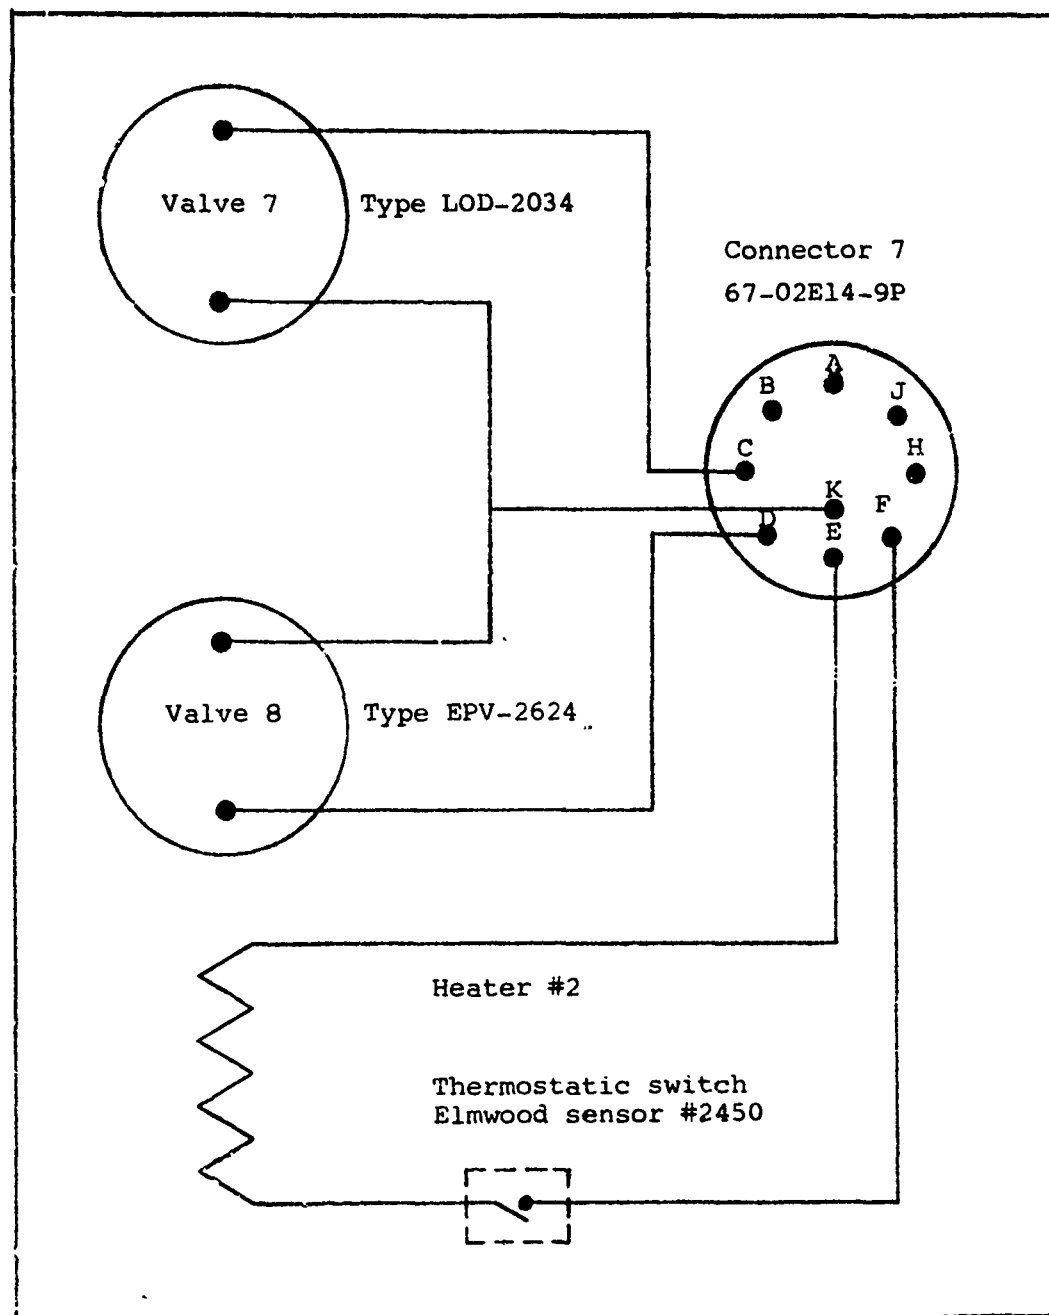 Valve 7
Type LOD-2034
Connector 7
67-02E14-9P
A
B
J
C
H
K
F
D
E
Valve 8
Type EPV-2624
Heater #2
Thermostatic switch
Elmwood sensor #2450